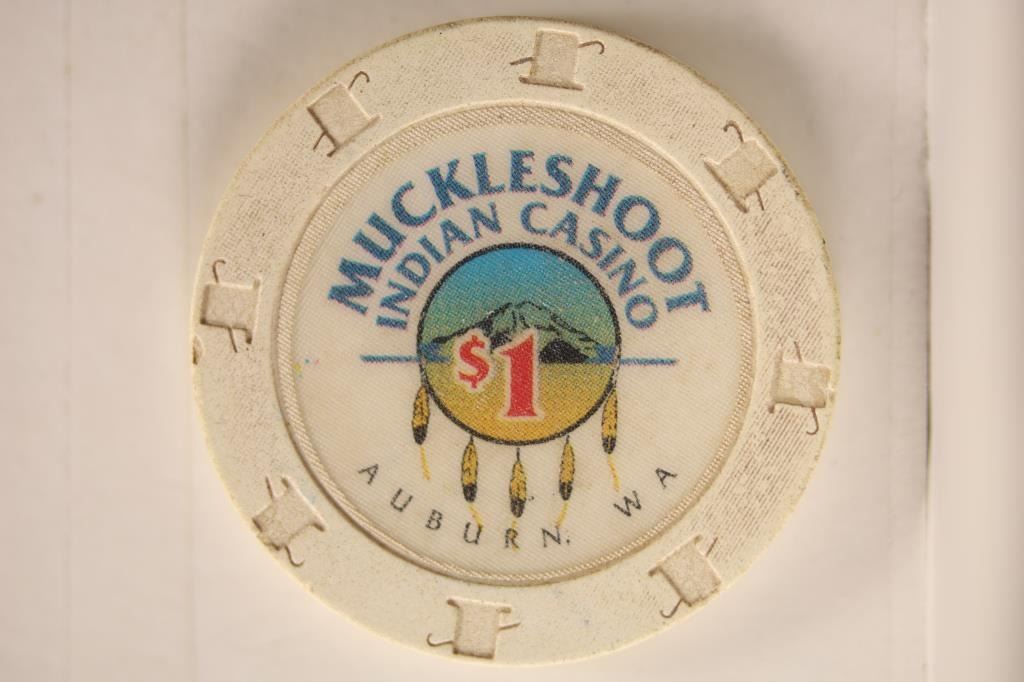 MUCKLESHOOT
INDIAN CASINO
$1
AUBURN, WA